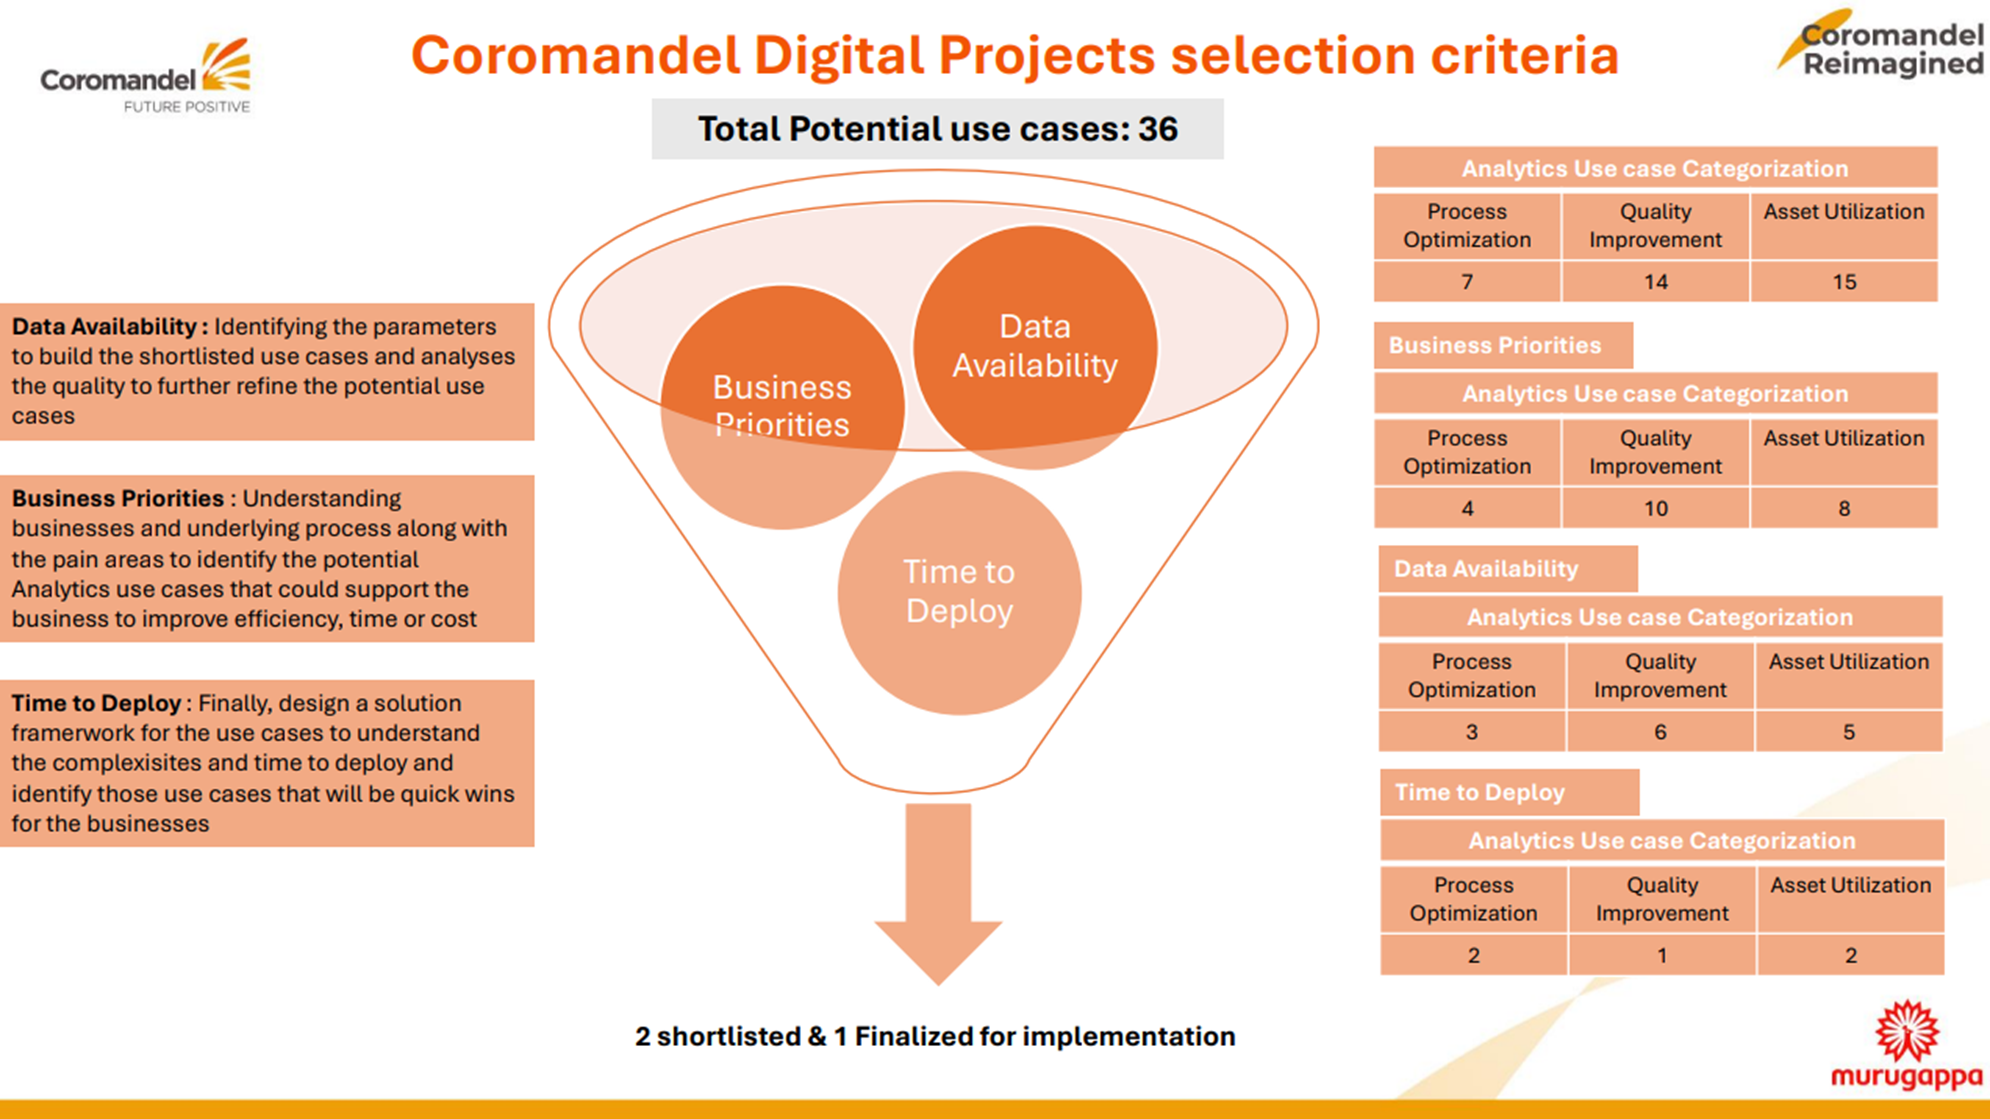 Coromandel
FUTURE POSITIVE
Coromandel Digital Projects selection criteria
Coromandel
Reimagined
Total Potential use cases: 36
Data Availability : Identifying the parameters
to build the shortlisted use cases and analyses
the quality to further refine the potential use
cases
Business Priorities : Understanding
businesses and underlying process along with
the pain areas to identify the potential
Analytics use cases that could support the
business to improve efficiency, time or cost
Time to Deploy : Finally, design a solution
framerwork for the use cases to understand
the complexisites and time to deploy and
identify those use cases that will be quick wins
for the businesses
Data
Availability
Business
Priorities
Time to
Deploy
2 shortlisted & 1 Finalized for implementation
Analytics Use case Categorization
Process Optimization Quality Improvement Asset Utilization
7 14 15
Business Priorities
Analytics Use case Categorization
Process Optimization Quality Improvement Asset Utilization
4 10 8
Data Availability
Analytics Use case Categorization
Process Optimization Quality Improvement Asset Utilization
3 6 5
Time to Deploy
Analytics Use case Categorization
Process Optimization Quality Improvement Asset Utilization
2 1 2
murugappa